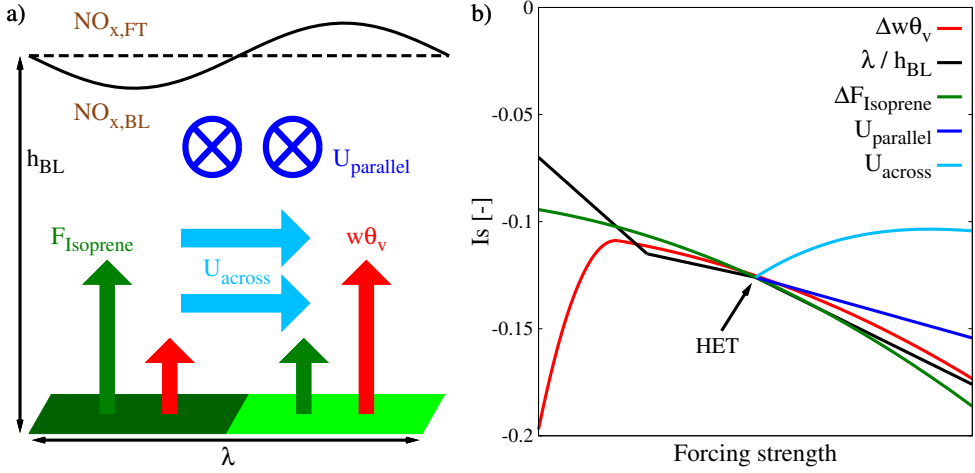 a)
NOx,FT
NOx,BL
hBL
Uparallel
FIsoprene
wθv
Uacross
λ
b)
0
-0.05
-0.1
-0.15
-0.2
Is [-]
Δwθv
λ / hBL
ΔFIsoprene
Uparallel
Uacross
HET
Forcing strength